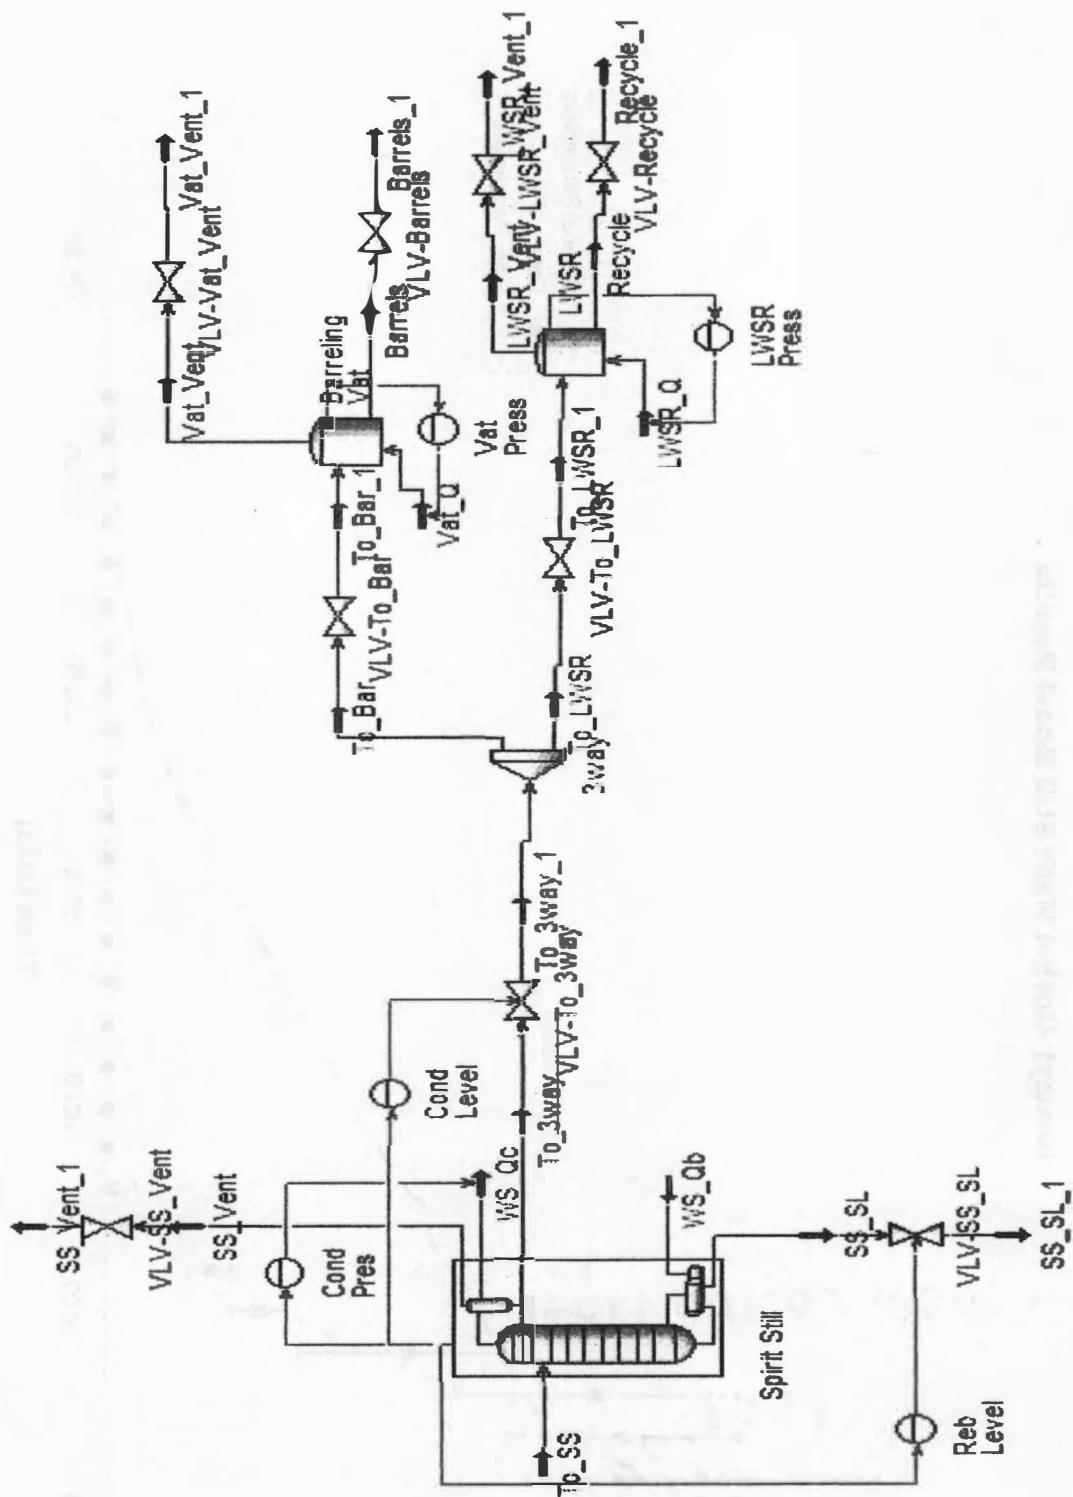 To_SS
Spirit Still
SS_Vent_1
VLV-SS_Vent
SS_Vent
Cond
Pres
WS_Qc
WS_Qb
SS_SL
VLV-SS_SL
SS_SL_1
Reb
Level
Cond
Level
To_3way
VLV-To_3way
To_3way_1
3way
To_Bar
VLV-To_Bar
To_Bar_1
To_LWSR
VLV-To_LWSR
To_LWSR_1
Vat_Q
Vat
Press
Barreling
Vat
Vat_Vent
VLV-Vat_Vent
Vat_Vent_1
Barrels
VLV-Barrels
Barrels_1
LWSR_Q
LWSR
Press
LWSR
LWSR_Vent
VLV-LWSR_Vent
WSR_Vent_1
Recycle
VLV-Recycle
Recycle_1